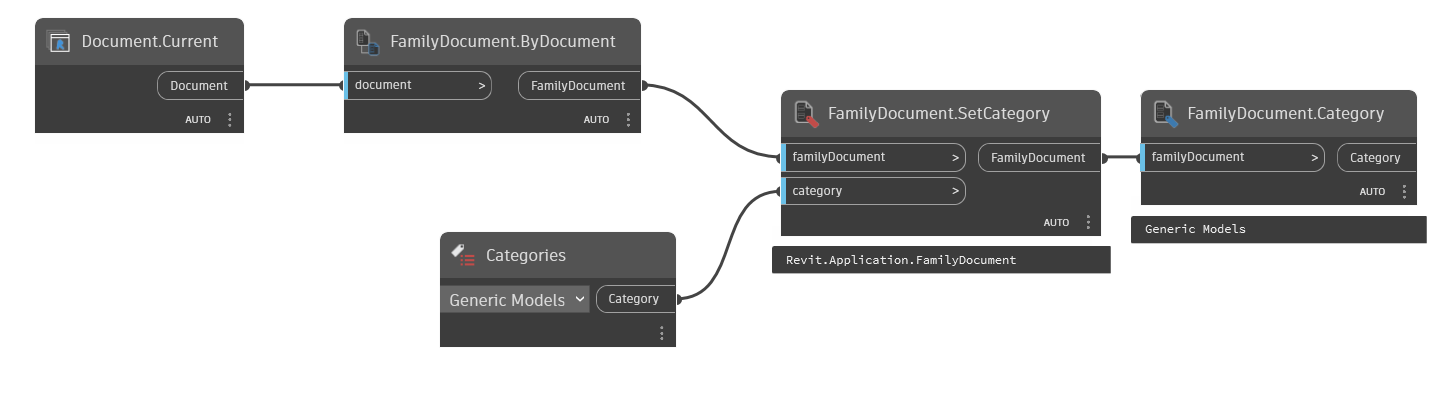 Document.Current
Document
AUTO
FamilyDocument.ByDocument
document >
FamilyDocument
AUTO
FamilyDocument.SetCategory
familyDocument >
FamilyDocument
category >
AUTO
Revit.Application.FamilyDocument
FamilyDocument.Category
familyDocument >
Category
AUTO
Generic Models
Categories
Generic Models
Category